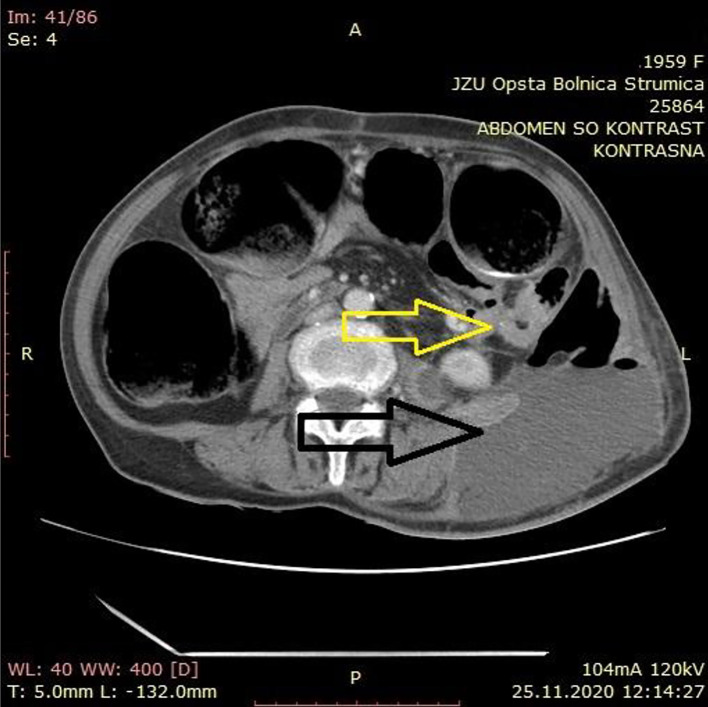 Im: 41/86
Se: 4
A
.1959 F
JZU Opsta Bolnica Strumica
25864
ABDOMEN SO KONTRAST
KONTRASNA
R
L
WL: 40 WW: 400 [D]
T: 5.0mm L: -132.0mm
P
104mA 120kV
25.11.2020 12:14:27